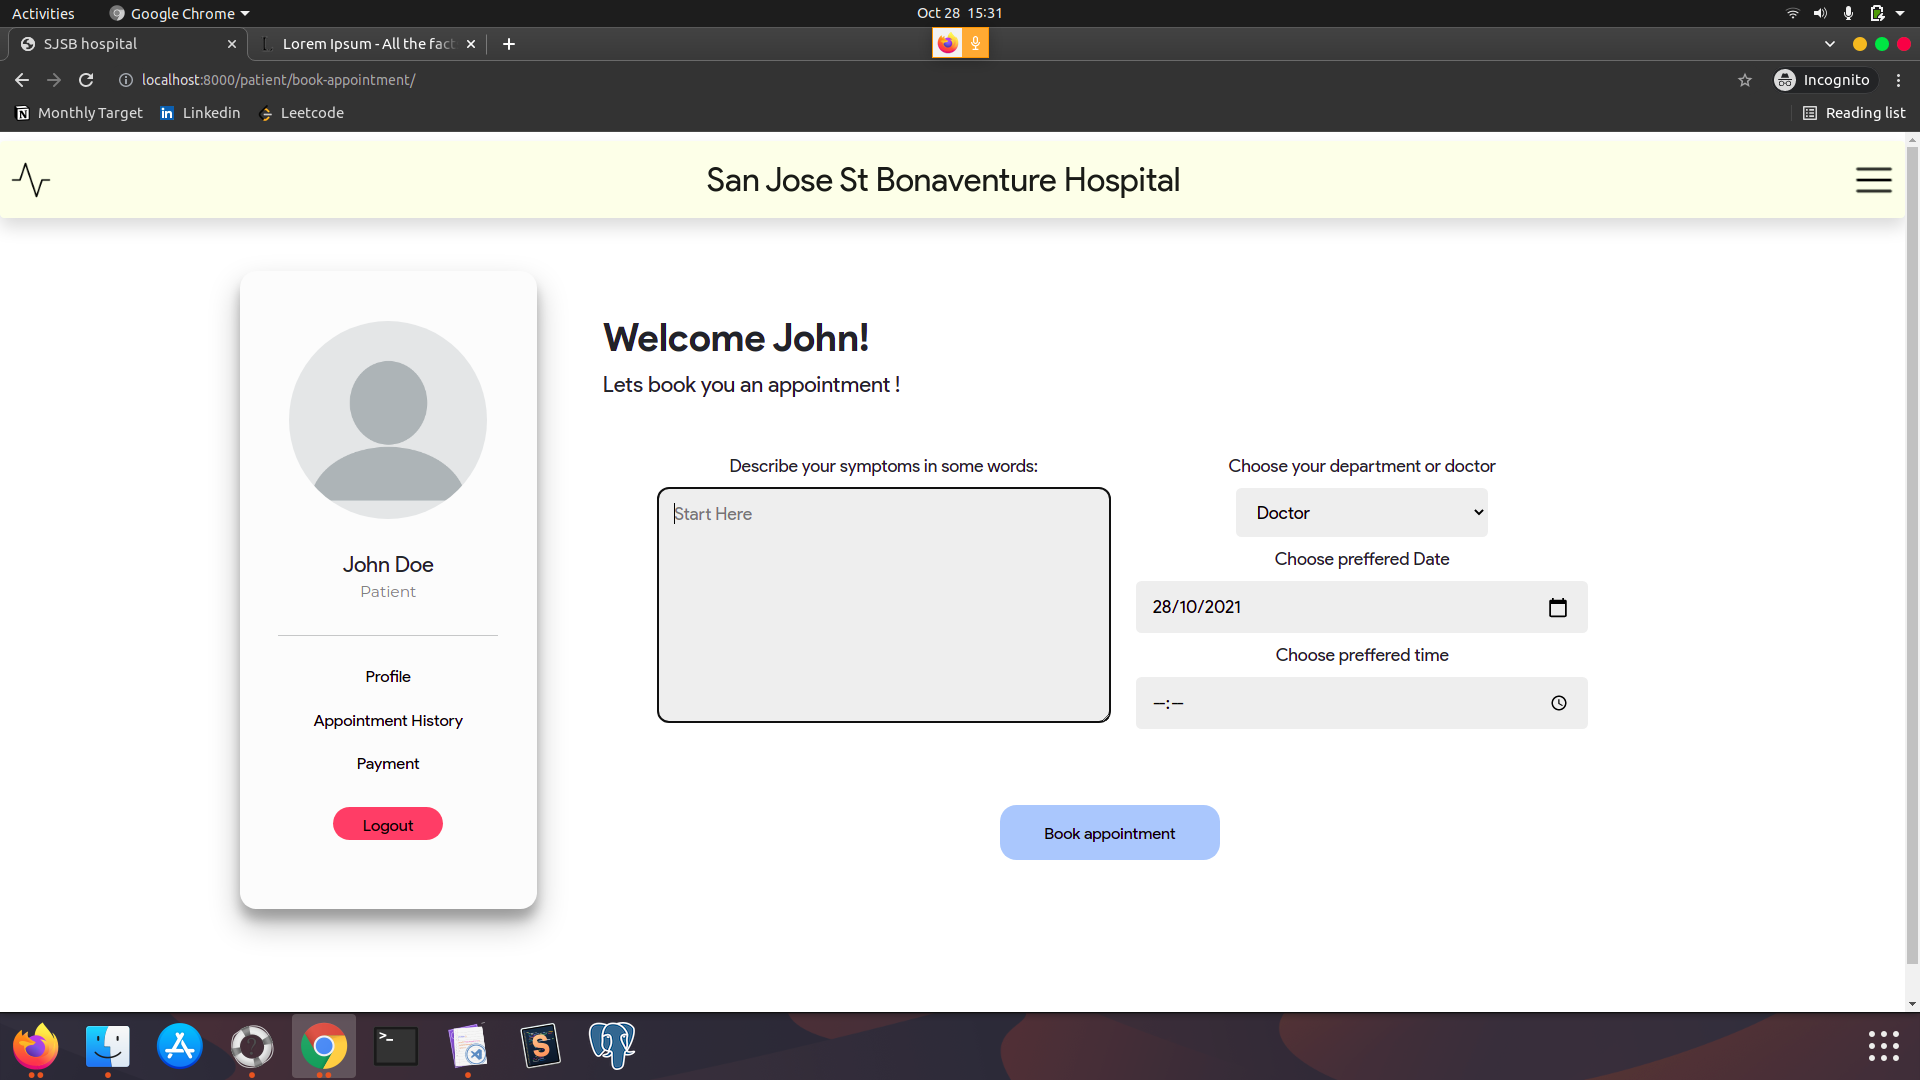 Activities
Google Chrome
Oct 28 15:31
SJSB hospital
Lorem Ipsum - All the fact
localhost:8000/patient/book-appointment/
Incognito
Monthly Target
Linkedin
Leetcode
Reading list
San Jose St Bonaventure Hospital
John Doe
Patient
Profile
Appointment History
Payment
Logout
Welcome John!
Lets book you an appointment !
Describe your symptoms in some words:
Start Here
Choose your department or doctor
Doctor
Choose preffered Date
28/10/2021
Choose preffered time
--:--
Book appointment